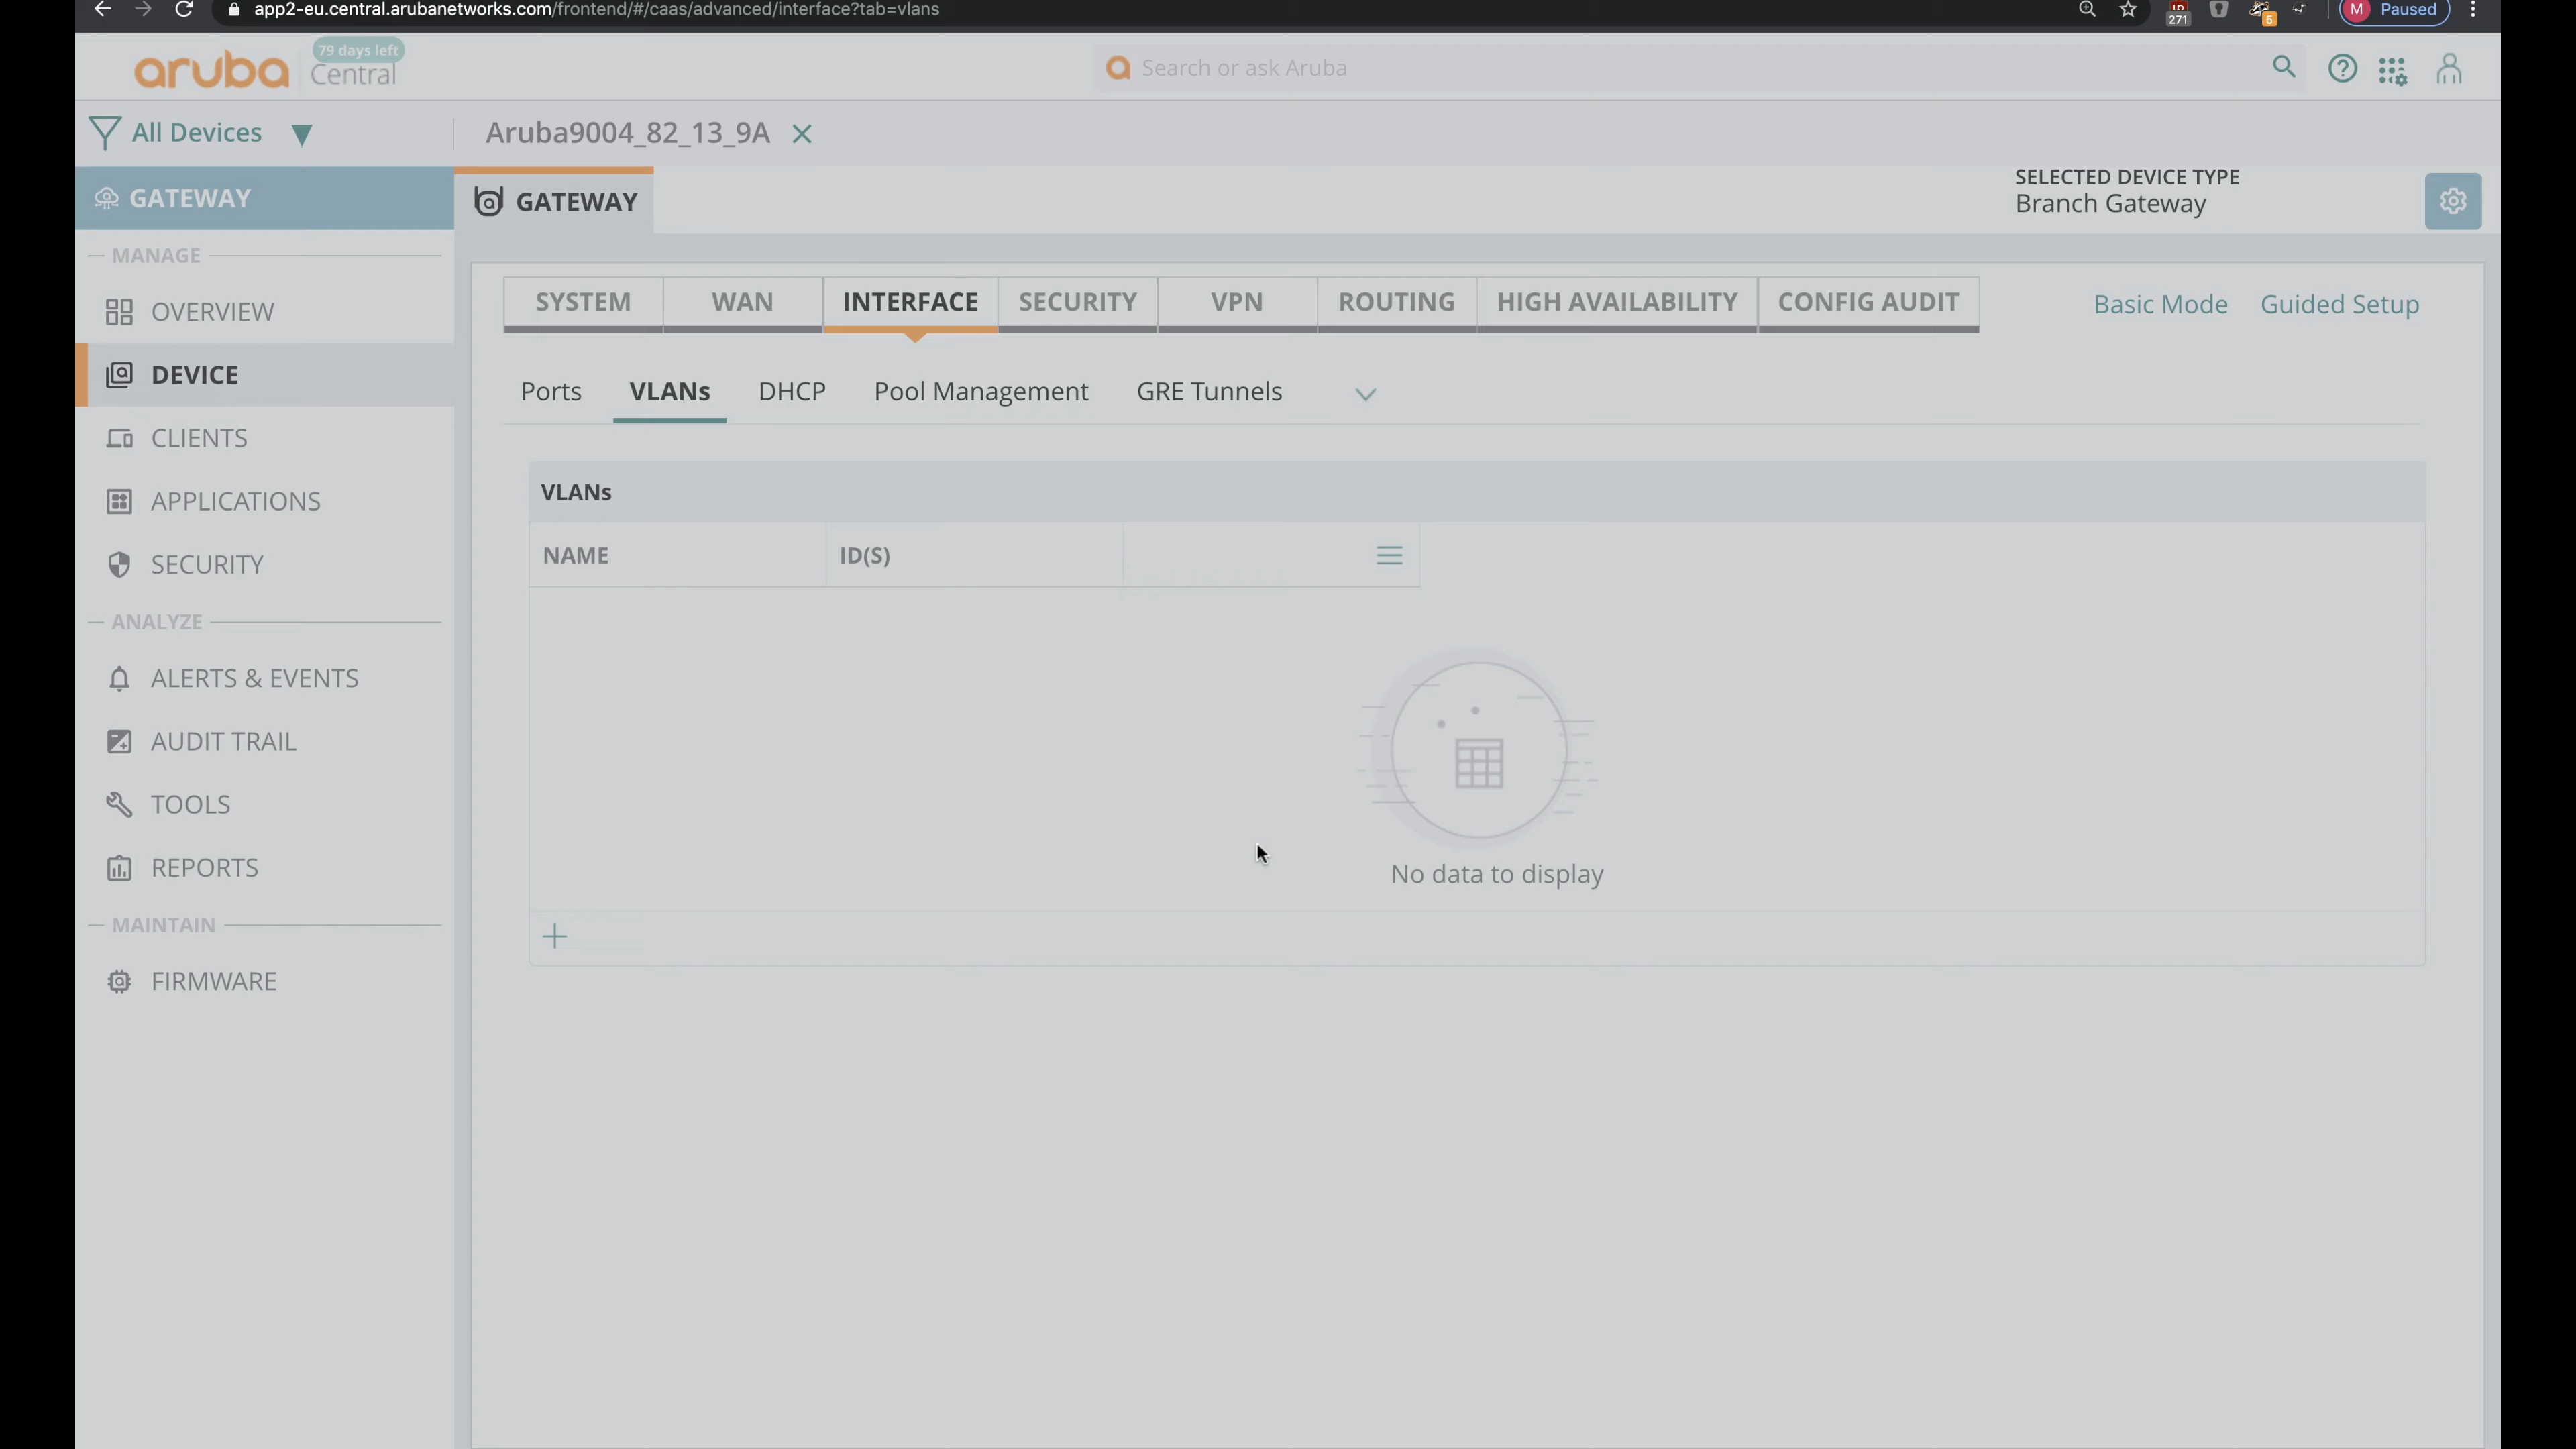 app2-eu.central.arubanetworks.com/frontend/#/caas/advanced/interface?tab=vlans
271
5
M Paused
aruba
79 days left
Central
Search or ask Aruba
All Devices
Aruba9004_82_13_9A
GATEWAY
GATEWAY
SELECTED DEVICE TYPE
Branch Gateway
MANAGE
OVERVIEW
DEVICE
CLIENTS
APPLICATIONS
SECURITY
ANALYZE
ALERTS & EVENTS
AUDIT TRAIL
TOOLS
REPORTS
MAINTAIN
FIRMWARE
SYSTEM WAN INTERFACE SECURITY VPN ROUTING HIGH AVAILABILITY CONFIG AUDIT
Basic Mode Guided Setup
Ports VLANs DHCP Pool Management GRE Tunnels
VLANs
NAME ID(S)
No data to display